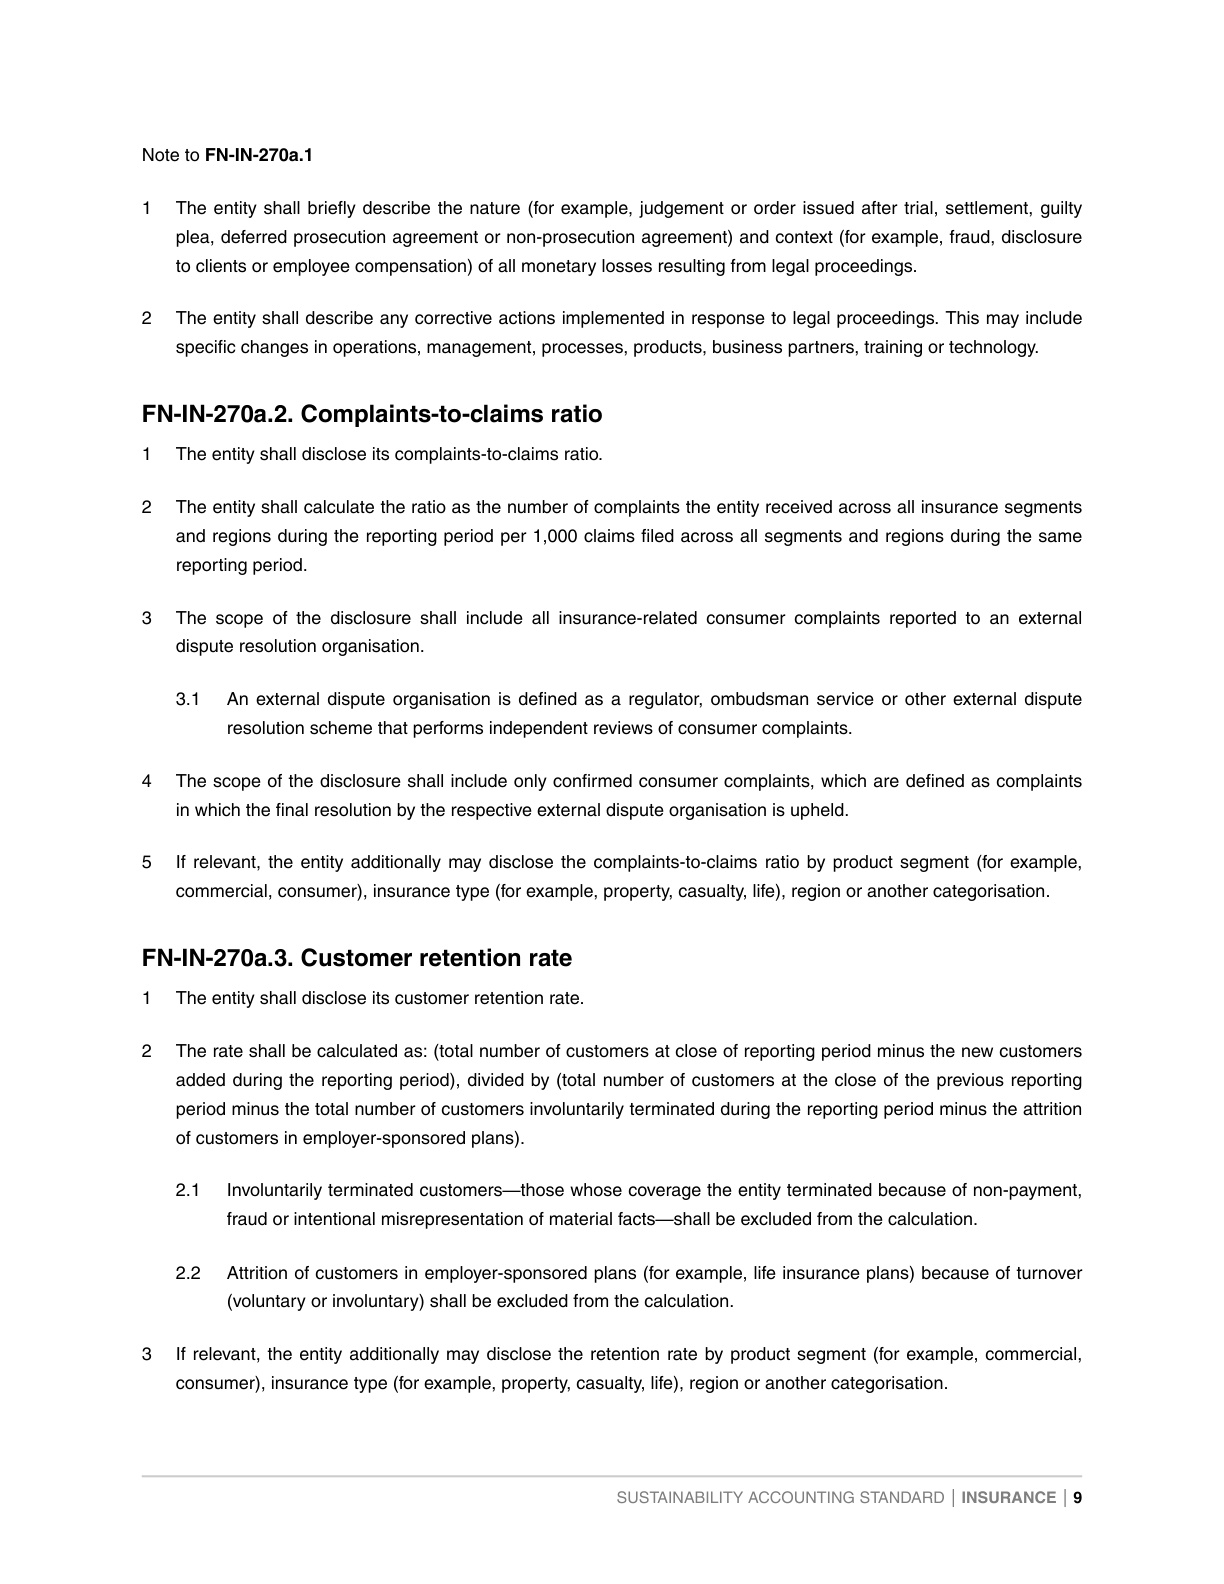 Note to FN-IN-270a.1
1 The entity shall briefly describe the nature (for example, judgement or order issued after trial, settlement, guilty
plea, deferred prosecution agreement or non-prosecution agreement) and context (for example, fraud, disclosure
to clients or employee compensation) of all monetary losses resulting from legal proceedings.
2 The entity shall describe any corrective actions implemented in response to legal proceedings. This may include
specific changes in operations, management, processes, products, business partners, training or technology.
FN-IN-270a.2. Complaints-to-claims ratio
1 The entity shall disclose its complaints-to-claims ratio.
2 The entity shall calculate the ratio as the number of complaints the entity received across all insurance segments
and regions during the reporting period per 1,000 claims filed across all segments and regions during the same
reporting period.
3 The scope of the disclosure shall include all insurance-related consumer complaints reported to an external
dispute resolution organisation.
3.1 An external dispute organisation is defined as a regulator, ombudsman service or other external dispute
resolution scheme that performs independent reviews of consumer complaints.
4 The scope of the disclosure shall include only confirmed consumer complaints, which are defined as complaints
in which the final resolution by the respective external dispute organisation is upheld.
5 If relevant, the entity additionally may disclose the complaints-to-claims ratio by product segment (for example,
commercial, consumer), insurance type (for example, property, casualty, life), region or another categorisation.
FN-IN-270a.3. Customer retention rate
1 The entity shall disclose its customer retention rate.
2 The rate shall be calculated as: (total number of customers at close of reporting period minus the new customers
added during the reporting period), divided by (total number of customers at the close of the previous reporting
period minus the total number of customers involuntarily terminated during the reporting period minus the attrition
of customers in employer-sponsored plans).
2.1 Involuntarily terminated customers—those whose coverage the entity terminated because of non-payment,
fraud or intentional misrepresentation of material facts—shall be excluded from the calculation.
2.2 Attrition of customers in employer-sponsored plans (for example, life insurance plans) because of turnover
(voluntary or involuntary) shall be excluded from the calculation.
3 If relevant, the entity additionally may disclose the retention rate by product segment (for example, commercial,
consumer), insurance type (for example, property, casualty, life), region or another categorisation.
SUSTAINABILITY ACCOUNTING STANDARD | INSURANCE | 9